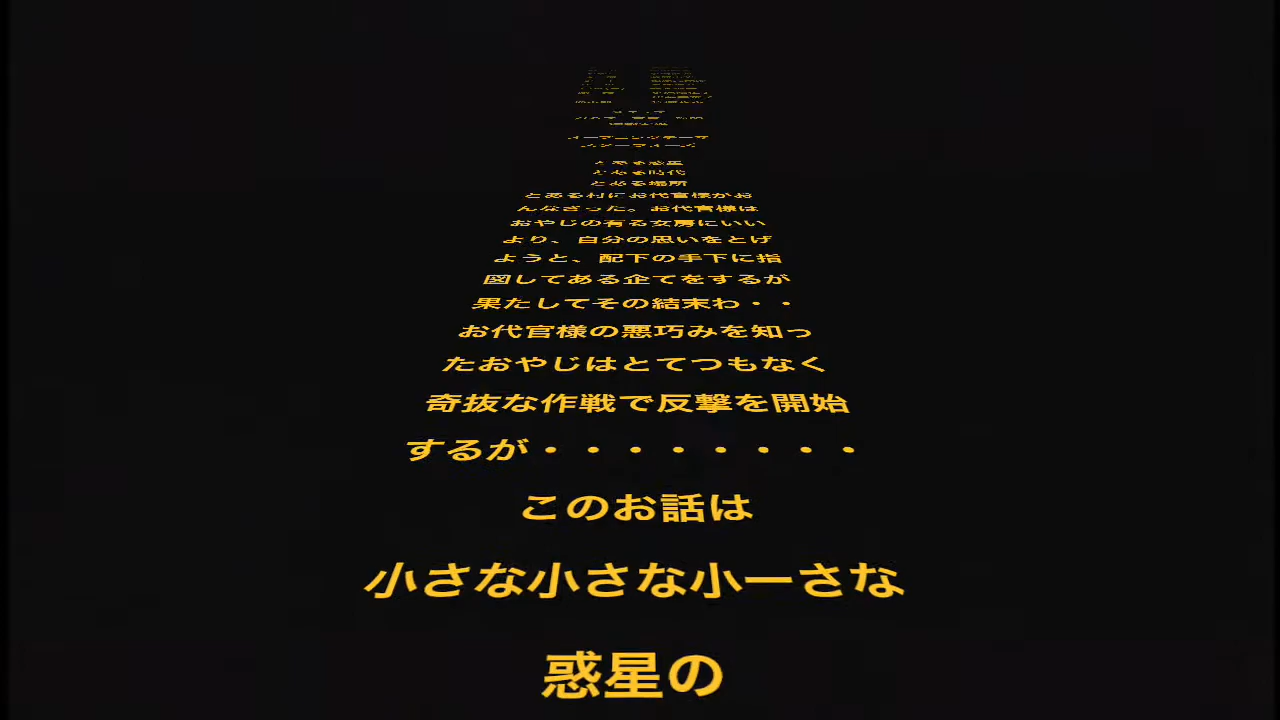 とある惑星
とある時代
とある場所
とある村にお代官様がお
んなさった。お代官様は
おやじの有る女房にいい
より、自分の思いをとげ
ようと、配下の手下に指
図してある企てをするが
果たしてその結末わ・・
お代官様の悪巧みを知っ
たおやじはとてつもなく
奇抜な作戦で反撃を開始
するが・・・・・・・・
このお話は
小さな小さな小ーさな
惑星の